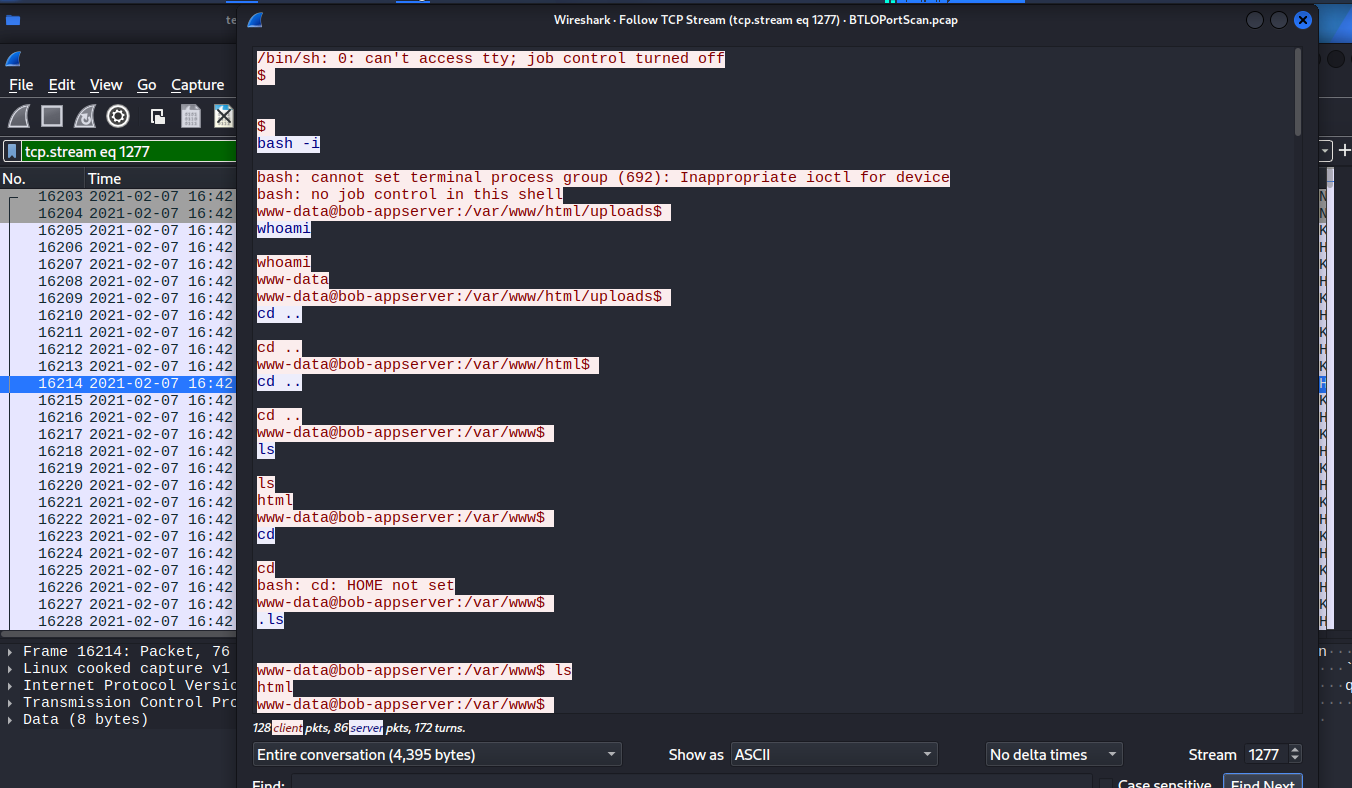 te
Wireshark · Follow TCP Stream (tcp.stream eq 1277) · BTLOPortScan.pcap
File Edit View Go Capture
tcp.stream eq 1277
No. Time
16203 2021-02-07 16:42
16204 2021-02-07 16:42
16205 2021-02-07 16:42
16206 2021-02-07 16:42
16207 2021-02-07 16:42
16208 2021-02-07 16:42
16209 2021-02-07 16:42
16210 2021-02-07 16:42
16211 2021-02-07 16:42
16212 2021-02-07 16:42
16213 2021-02-07 16:42
16214 2021-02-07 16:42
16215 2021-02-07 16:42
16216 2021-02-07 16:42
16217 2021-02-07 16:42
16218 2021-02-07 16:42
16219 2021-02-07 16:42
16220 2021-02-07 16:42
16221 2021-02-07 16:42
16222 2021-02-07 16:42
16223 2021-02-07 16:42
16224 2021-02-07 16:42
16225 2021-02-07 16:42
16226 2021-02-07 16:42
16227 2021-02-07 16:42
16228 2021-02-07 16:42
Frame 16214: Packet, 76
Linux cooked capture v1
Internet Protocol Versio
Transmission Control Pro
Data (8 bytes)
/bin/sh: 0: can't access tty; job control turned off
$
$
bash -i
bash: cannot set terminal process group (692): Inappropriate ioctl for device
bash: no job control in this shell
www-data@bob-appserver:/var/www/html/uploads$
whoami
whoami
www-data
www-data@bob-appserver:/var/www/html/uploads$
cd ..
cd ..
www-data@bob-appserver:/var/www/html$
cd ..
cd ..
www-data@bob-appserver:/var/www$
ls
ls
html
www-data@bob-appserver:/var/www$
cd
cd
bash: cd: HOME not set
www-data@bob-appserver:/var/www$
.ls
www-data@bob-appserver:/var/www$ ls
html
www-data@bob-appserver:/var/www$
128 client pkts, 86 server pkts, 172 turns.
Entire conversation (4,395 bytes) Show as ASCII No delta times Stream 1277
Find: Case sensitive Find Next